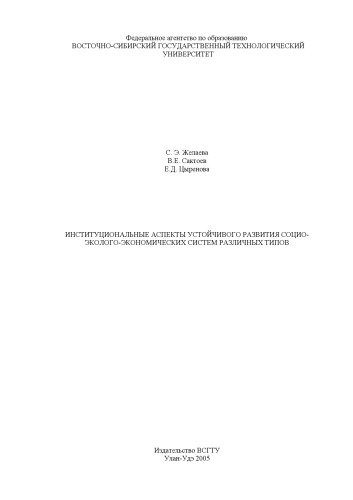 Федеральное агентство по образованию
ВОСТОЧНО-СИБИРСКИЙ ГОСУДАРСТВЕННЫЙ ТЕХНОЛОГИЧЕСКИЙ
УНИВЕРСИТЕТ
С. Э. Жепаева
В.Е. Сактоев
Е.Д. Цыренова
ИНСТИТУЦИОНАЛЬНЫЕ АСПЕКТЫ УСТОЙЧИВОГО РАЗВИТИЯ СОЦИО-
ЭКОЛОГО-ЭКОНОМИЧЕСКИХ СИСТЕМ РАЗЛИЧНЫХ ТИПОВ
Издательство ВСГТУ
Улан-Удэ 2005